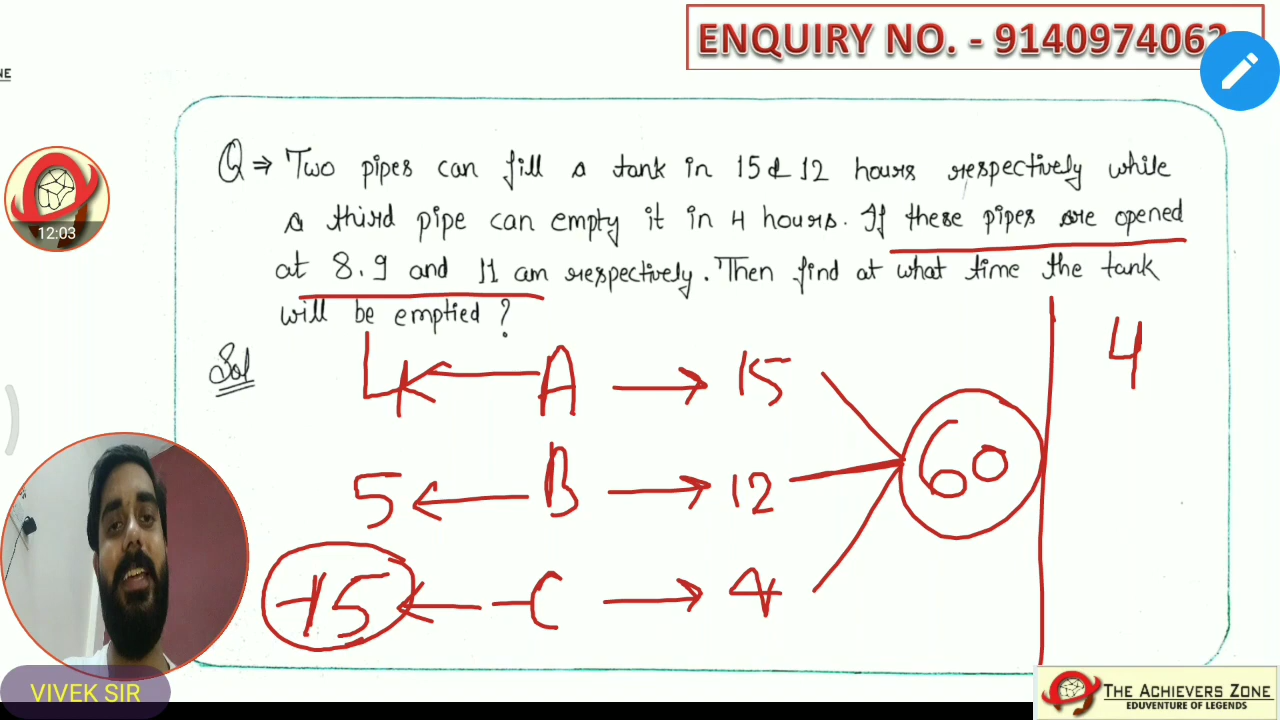 ENQUIRY NO. - 9140974063
NE
Q ⇒ Two pipes can fill a tank in 15 & 12 hours respectively while
a third pipe can empty it in 4 hours. If these pipes are opened
at 8, 9 and 11 am respectively. Then find at what time the tank
will be emptied ?
12:03
Sol
4 ← A → 15
5 ← B → 12
-15 ← C → 4
60
4
VIVEK SIR
THE ACHIEVERS ZONE
EDUVENTURE OF LEGENDS